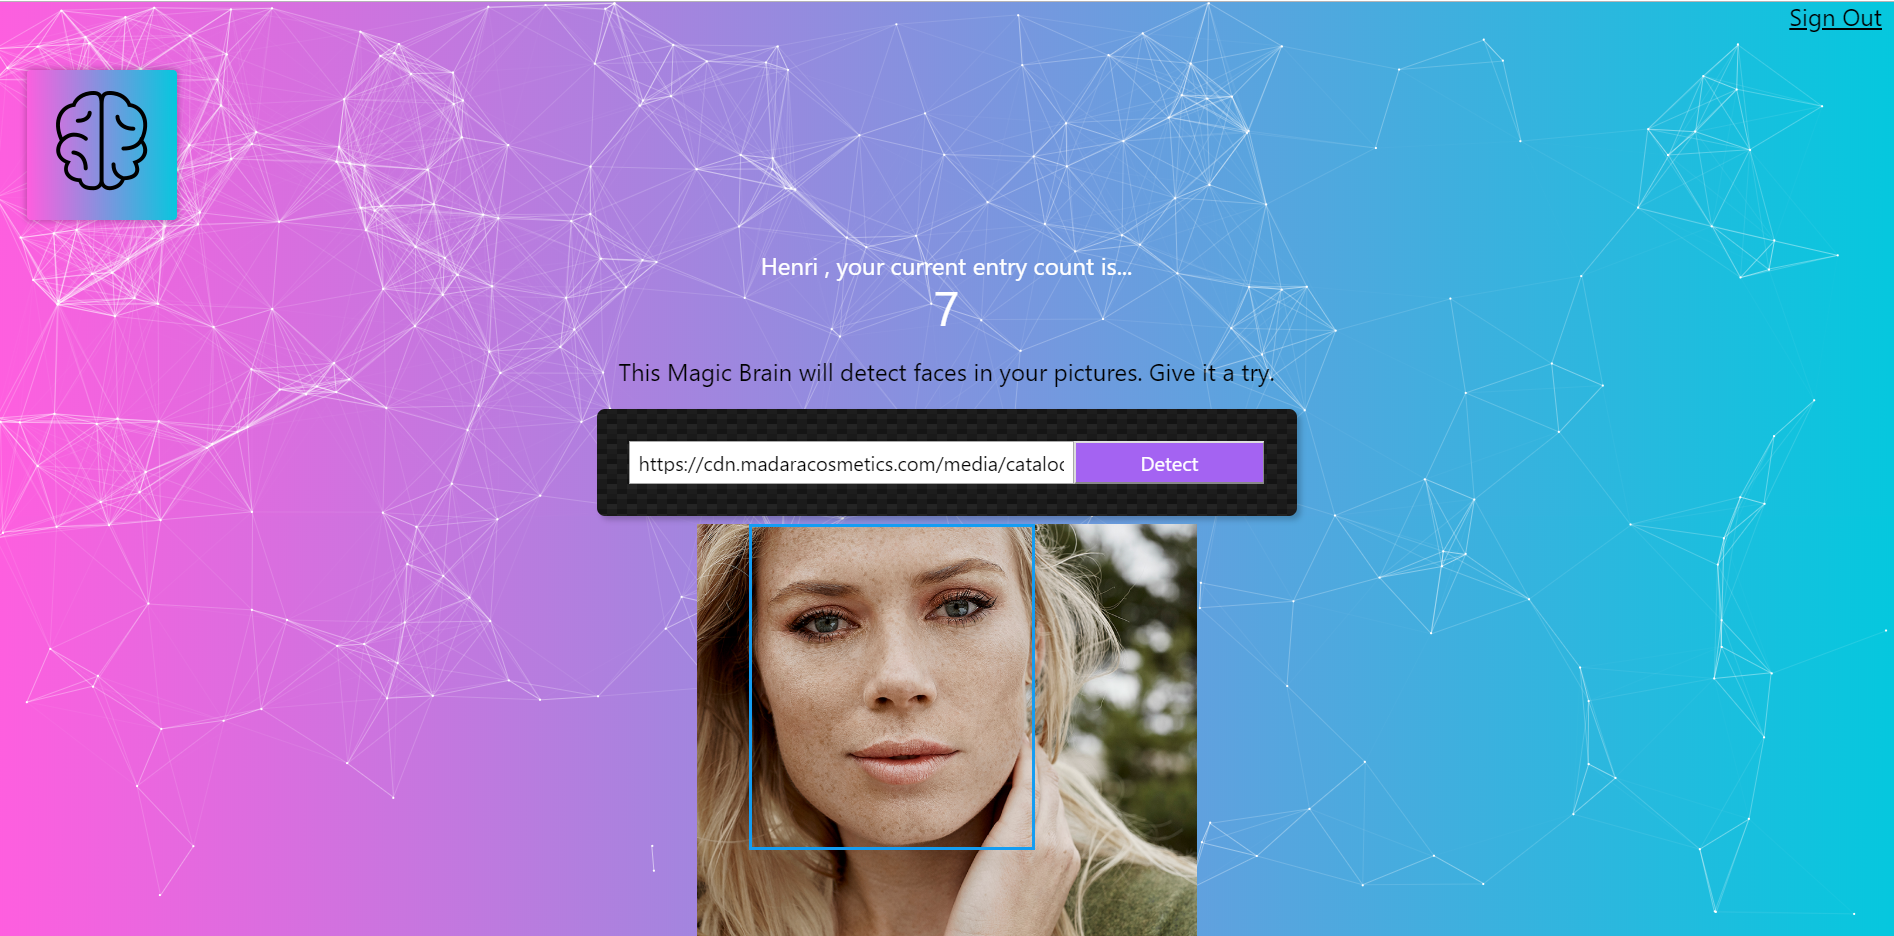 Sign Out
Henri , your current entry count is...
7
This Magic Brain will detect faces in your pictures. Give it a try.
https://cdn.madaracosmetics.com/media/catalo
Detect